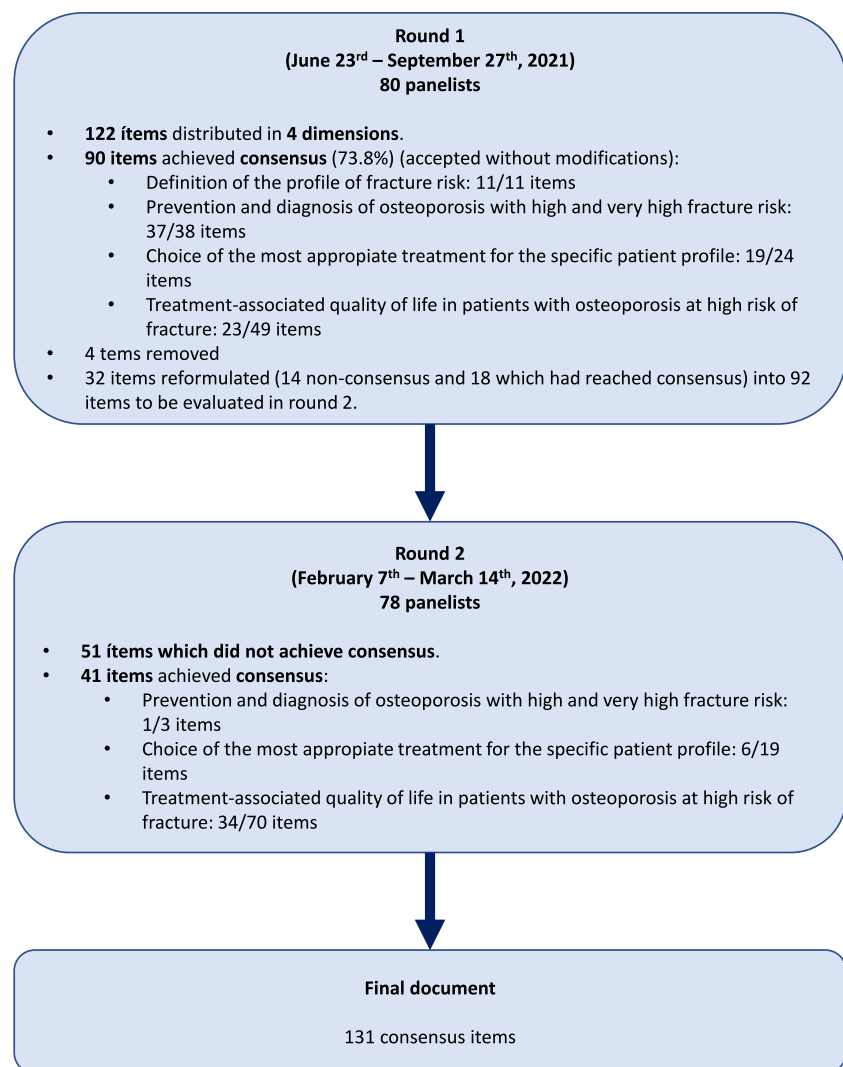 Round 1
(June 23rd – September 27th, 2021)
80 panelists
• 122 ítems distributed in 4 dimensions.
• 90 items achieved consensus (73.8%) (accepted without modifications):
• Definition of the profile of fracture risk: 11/11 items
• Prevention and diagnosis of osteoporosis with high and very high fracture risk:
37/38 items
• Choice of the most appropiate treatment for the specific patient profile: 19/24
items
• Treatment-associated quality of life in patients with osteoporosis at high risk of
fracture: 23/49 items
• 4 tems removed
• 32 items reformulated (14 non-consensus and 18 which had reached consensus) into 92
items to be evaluated in round 2.
Round 2
(February 7th – March 14th, 2022)
78 panelists
• 51 ítems which did not achieve consensus.
• 41 items achieved consensus:
• Prevention and diagnosis of osteoporosis with high and very high fracture risk:
1/3 items
• Choice of the most appropiate treatment for the specific patient profile: 6/19
items
• Treatment-associated quality of life in patients with osteoporosis at high risk of
fracture: 34/70 items
Final document
131 consensus items